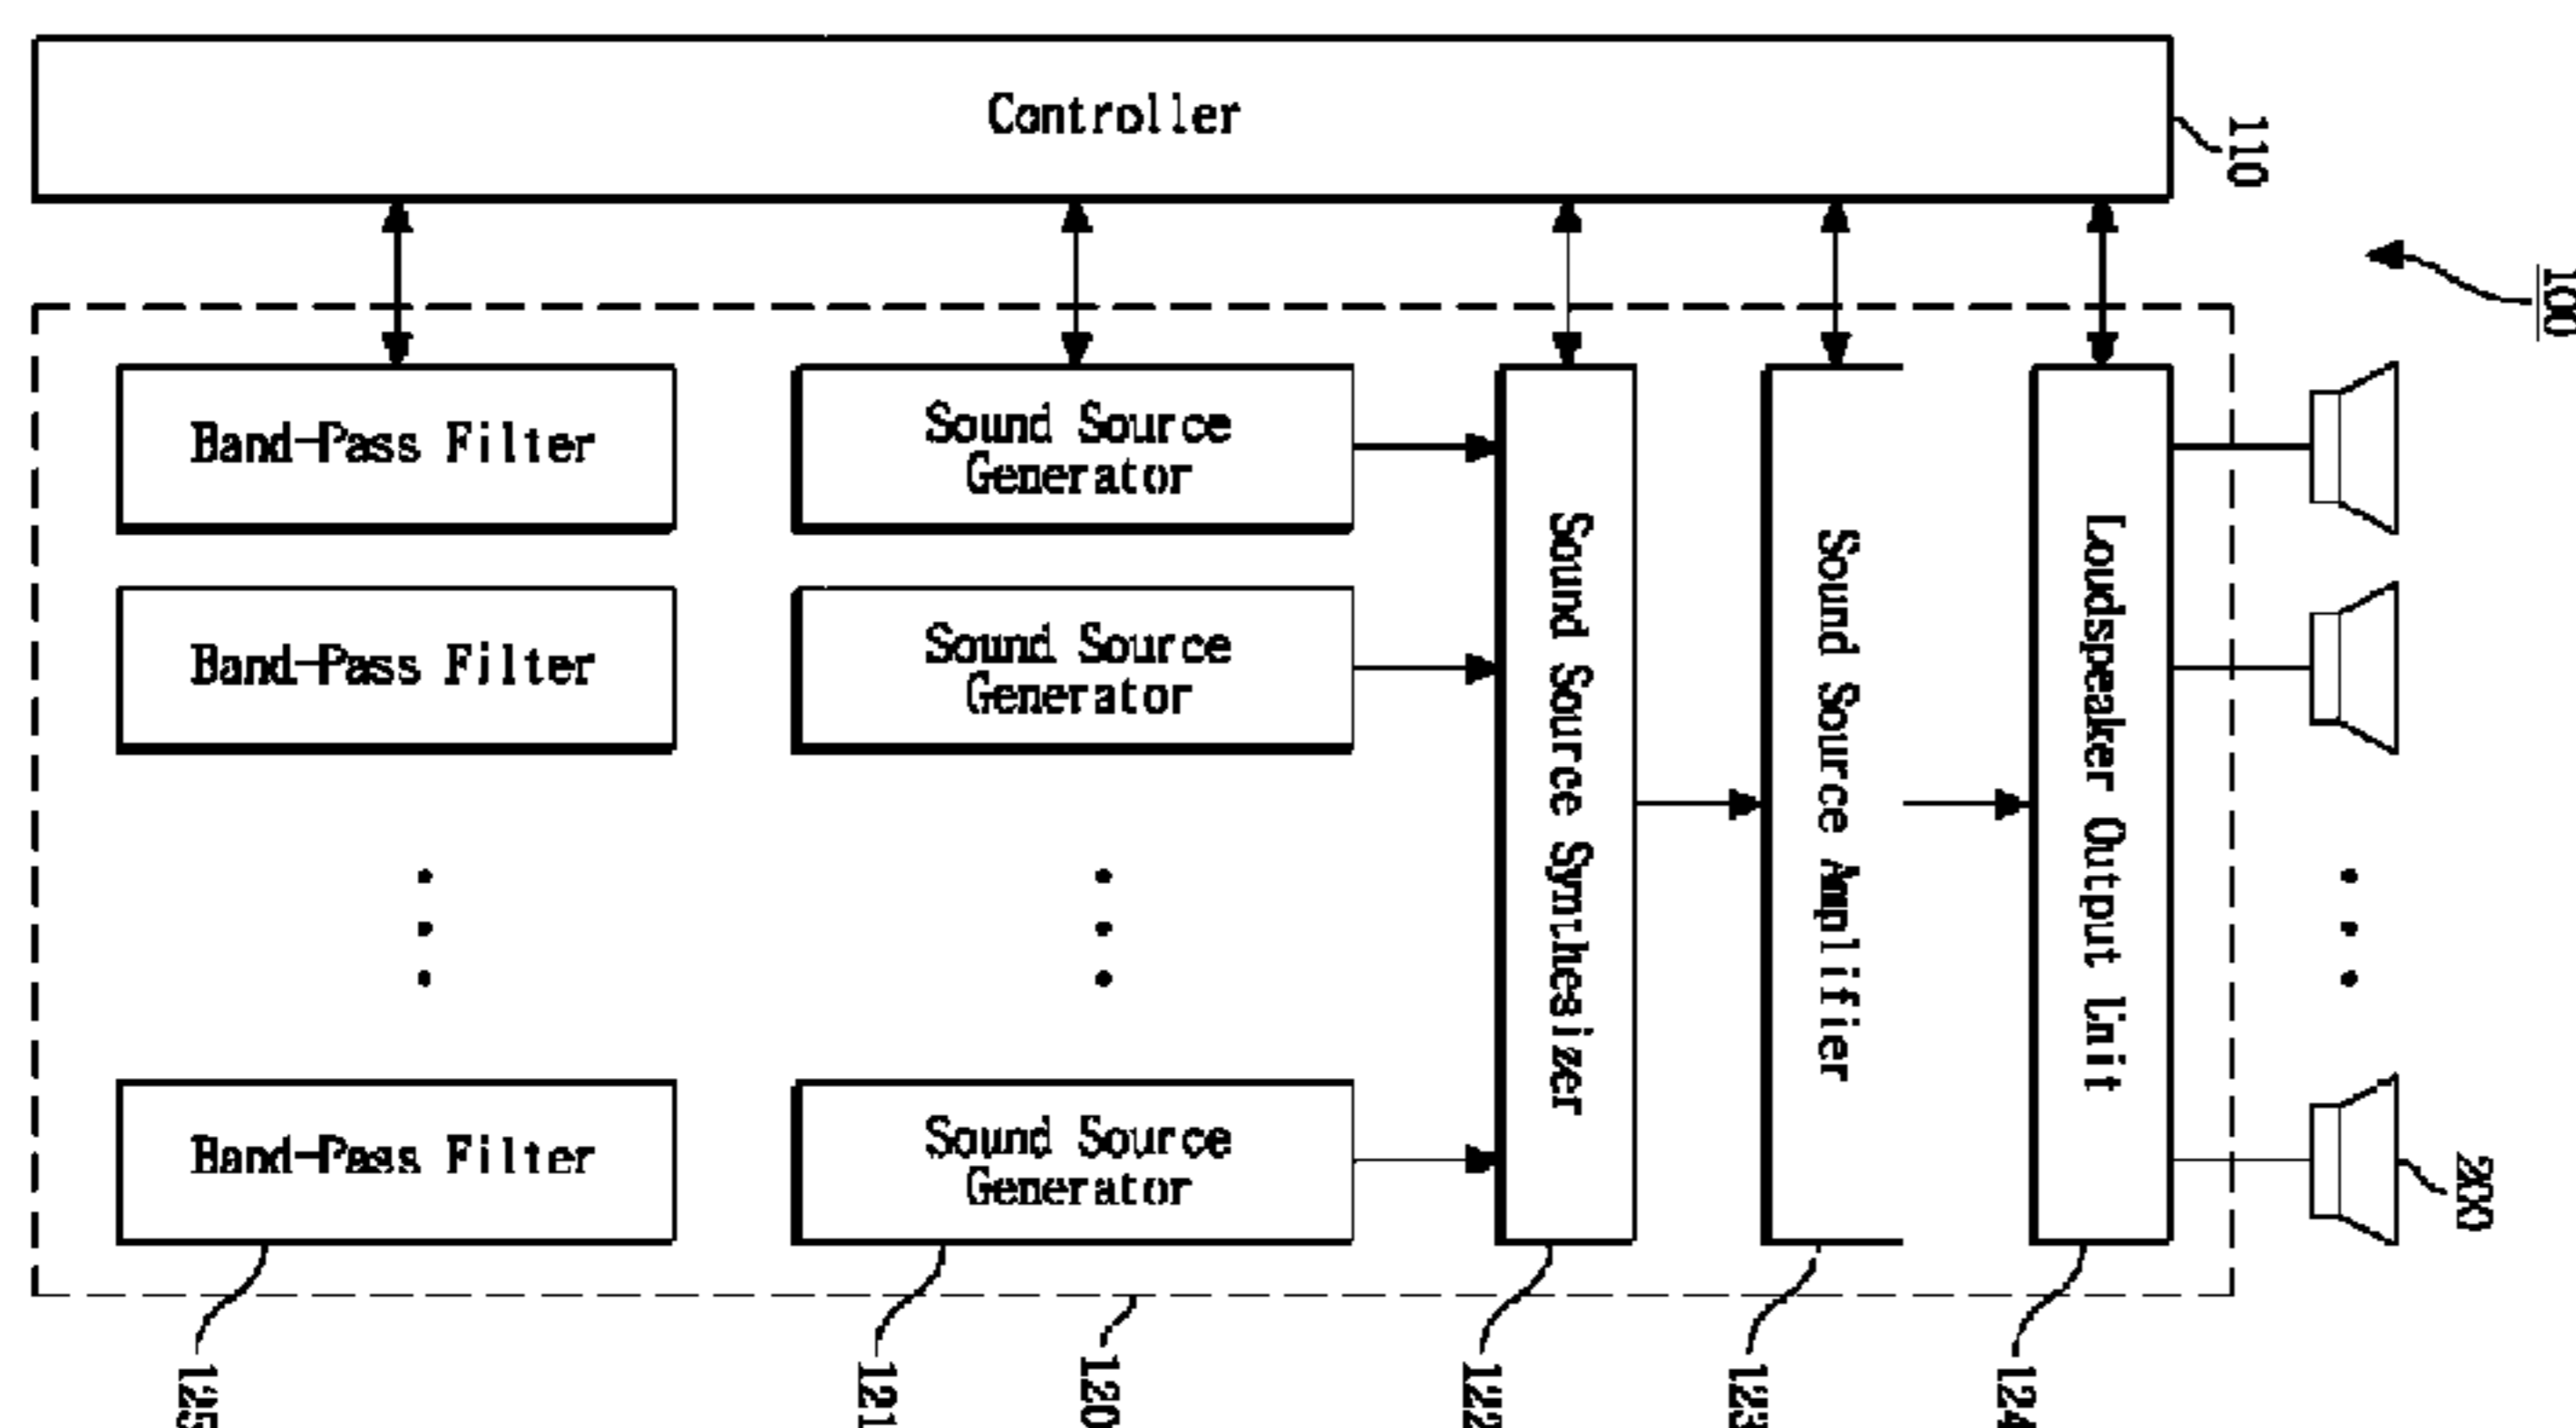 Controller
110
100
Band-Pass Filter
Sound Source
Generator
Band-Pass Filter
Sound Source
Generator
Band-Pass Filter
Sound Source
Generator
Sound Source Synthesizer
Sound Source Amplifier
Loudspeaker Output Unit
200
125
121
120
122
123
124